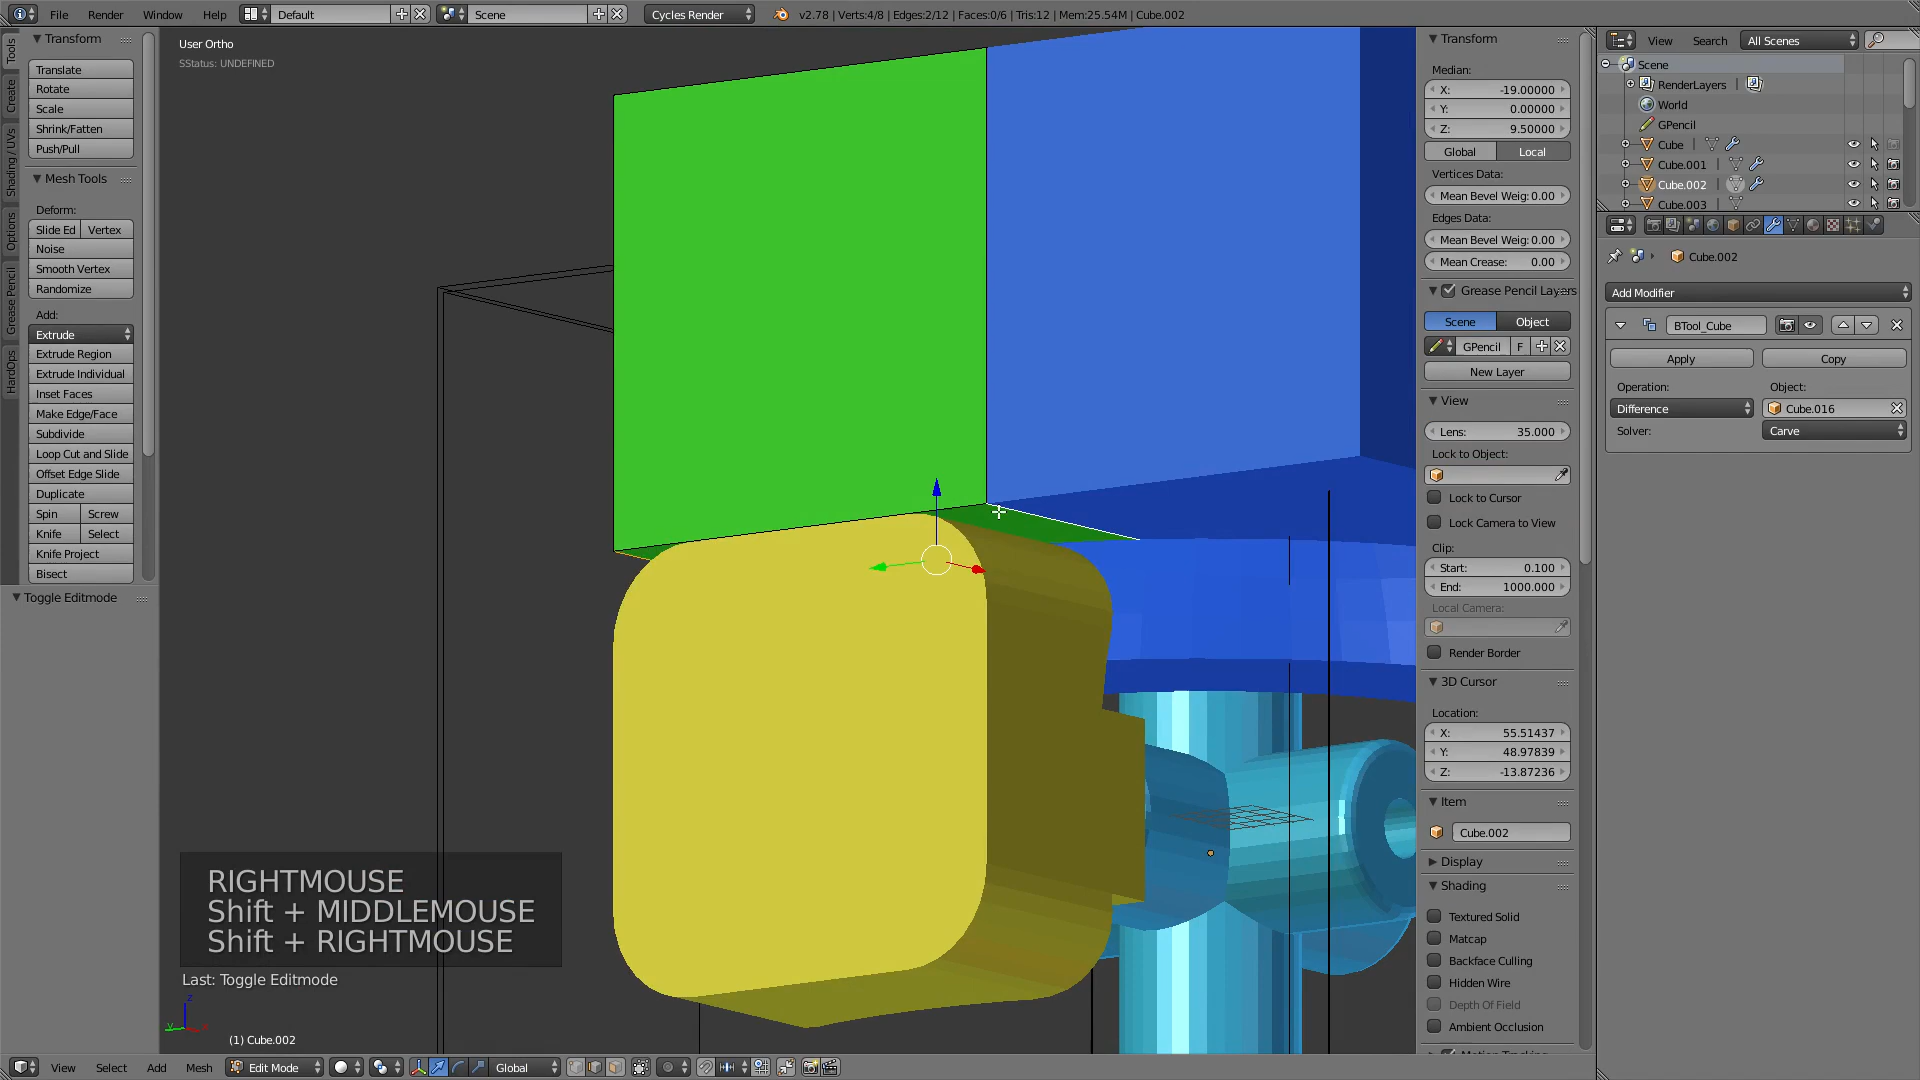 File Render Window Help Default Scene Cycles Render v2.78 | Verts:4/8 | Edges:2/12 | Faces:0/6 | Tris:12 | Mem:25.54M | Cube.002
Tools
Create
Shading / UVs
Options
Grease Pencil
HardOps
Transform
Translate
Rotate
Scale
Shrink/Fatten
Push/Pull
Mesh Tools
Deform:
Slide Ed Vertex
Noise
Smooth Vertex
Randomize
Add:
Extrude
Extrude Region
Extrude Individual
Inset Faces
Make Edge/Face
Subdivide
Loop Cut and Slide
Offset Edge Slide
Duplicate
Spin Screw
Knife Select
Knife Project
Bisect
Toggle Editmode
User Ortho
SStatus: UNDEFINED
RIGHTMOUSE
Shift + MIDDLEMOUSE
Shift + RIGHTMOUSE
Last: Toggle Editmode
z
y
x
(1) Cube.002
View Select Add Mesh Edit Mode Global
Transform
Median:
X: -19.00000
Y: 0.00000
Z: 9.50000
Global Local
Vertices Data:
Mean Bevel Weig: 0.00
Edges Data:
Mean Bevel Weig: 0.00
Mean Crease: 0.00
Grease Pencil Layers
Scene Object
GPencil F
New Layer
View
Lens: 35.000
Lock to Object:
Lock to Cursor
Lock Camera to View
Clip:
Start: 0.100
End: 1000.000
Local Camera:
Render Border
3D Cursor
Location:
X: 55.51437
Y: 48.97839
Z: -13.87236
Item
Cube.002
Display
Shading
Textured Solid
Matcap
Backface Culling
Hidden Wire
Depth Of Field
Ambient Occlusion
View Search All Scenes
Scene
RenderLayers |
World
GPencil
Cube |
Cube.001 |
Cube.002 |
Cube.003 |
Cube.002
Add Modifier
BTool_Cube
Apply Copy
Operation: Object:
Difference Cube.016
Solver: Carve